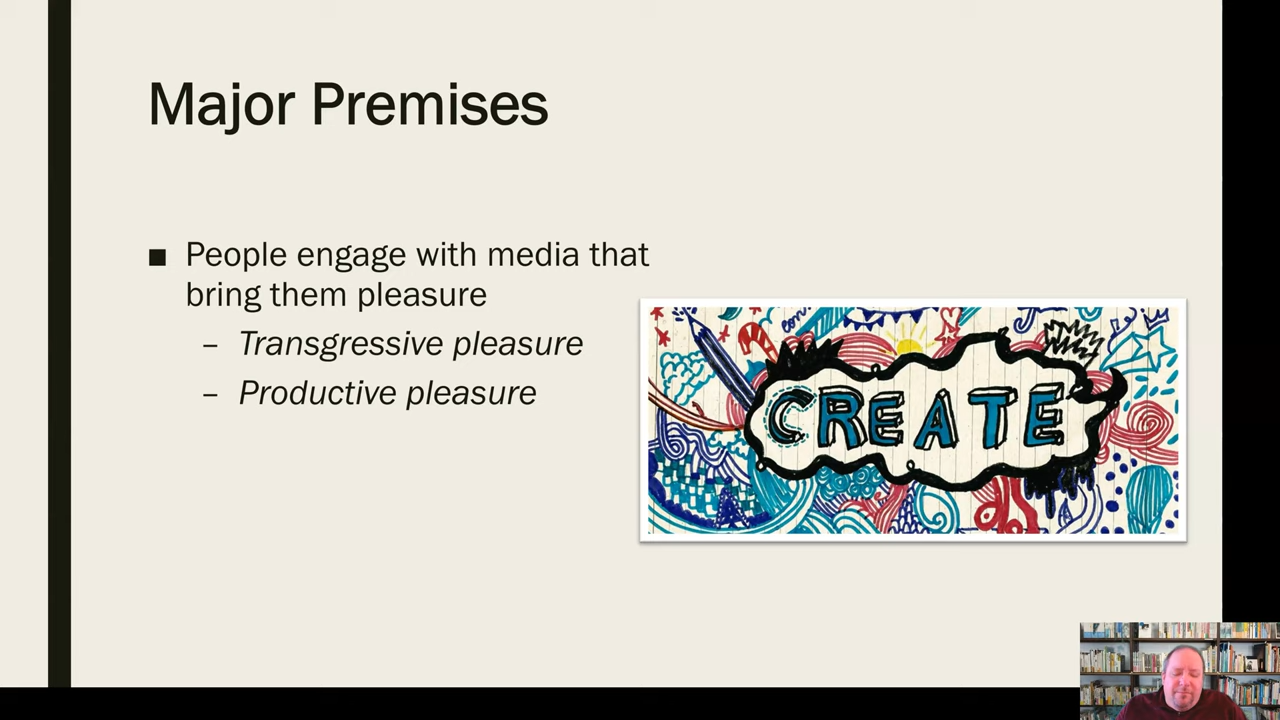 Major Premises
■ People engage with media that
bring them pleasure
– Transgressive pleasure
– Productive pleasure
CREATE